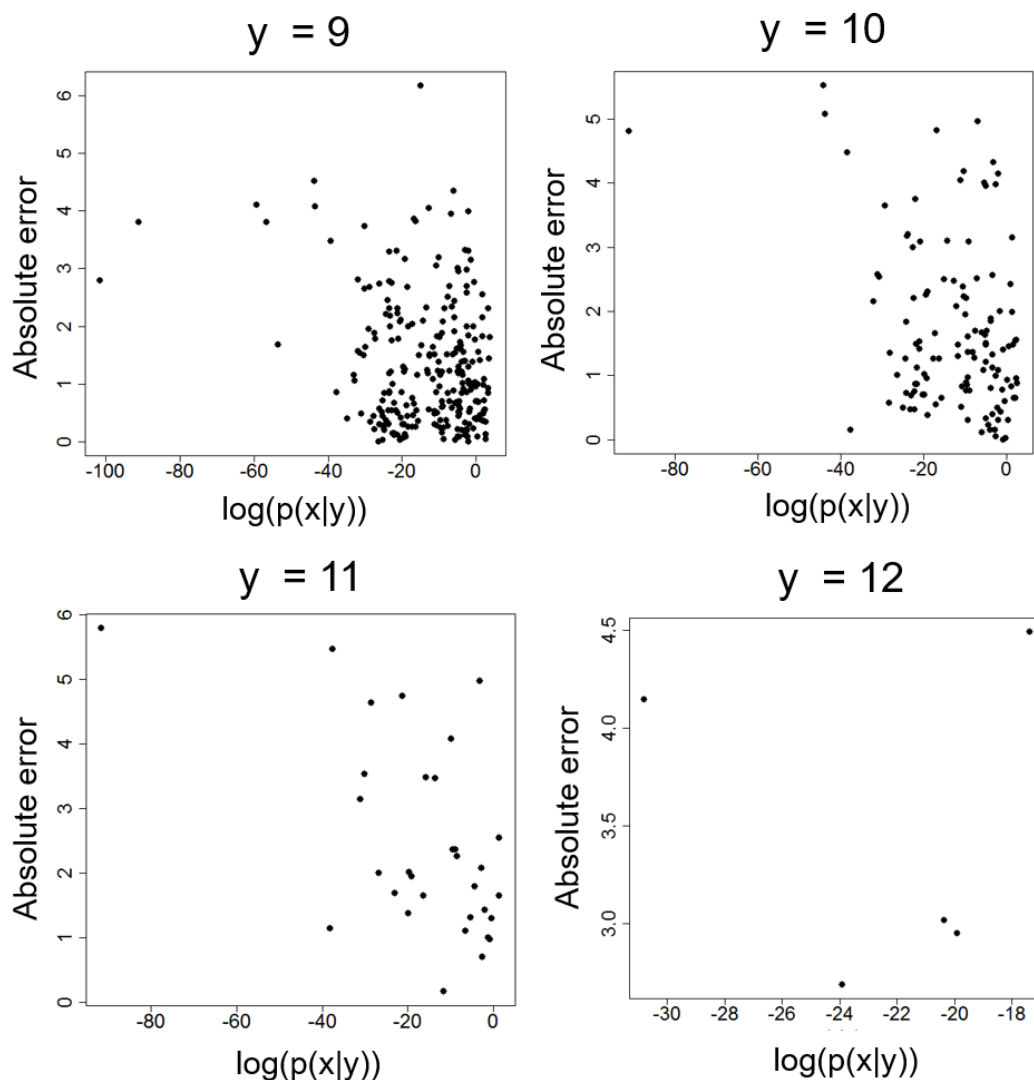 y = 9
Absolute error
6
5
4
3
2
1
0
-100 -80 -60 -40 -20 0
log(p(x|y))
y = 10
Absolute error
5
4
3
2
1
0
-80 -60 -40 -20 0
log(p(x|y))
y = 11
Absolute error
6
5
4
3
2
1
0
-80 -60 -40 -20 0
log(p(x|y))
y = 12
Absolute error
4.5
4.0
3.5
3.0
-30 -28 -26 -24 -22 -20 -18
log(p(x|y))